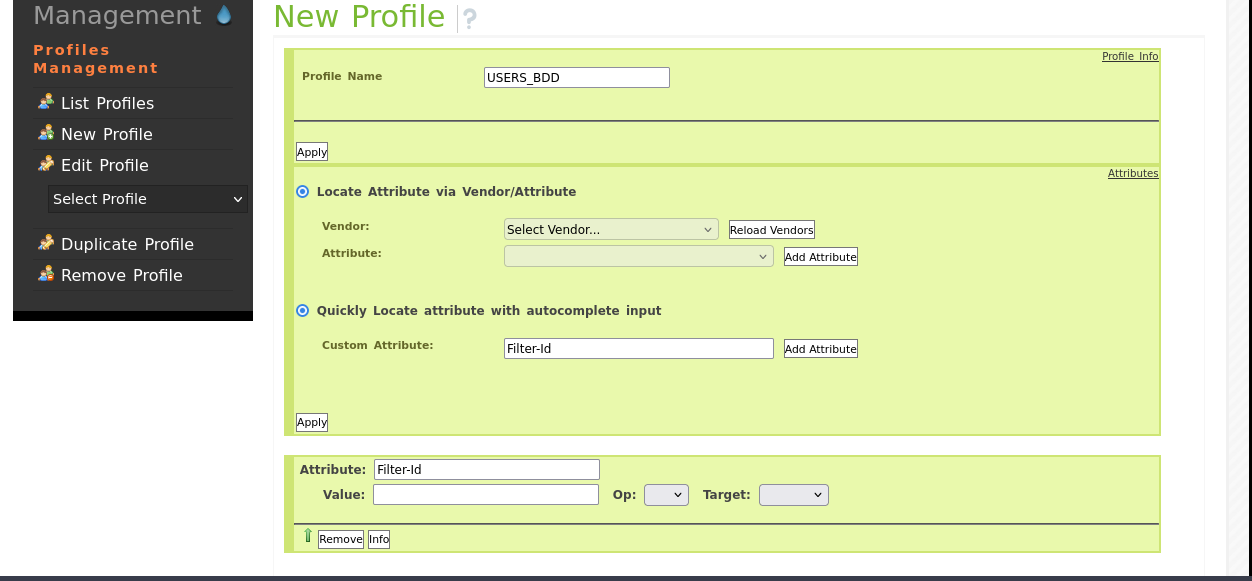 Management
Profiles
Management
List Profiles
New Profile
Edit Profile
Select Profile
Duplicate Profile
Remove Profile
New Profile ?
Profile Info
Profile Name USERS_BDD
Apply
Attributes
Locate Attribute via Vendor/Attribute
Vendor: Select Vendor... Reload Vendors
Attribute: Add Attribute
Quickly Locate attribute with autocomplete input
Custom Attribute: Filter-Id Add Attribute
Apply
Attribute: Filter-Id
Value: Op: Target:
Remove Info